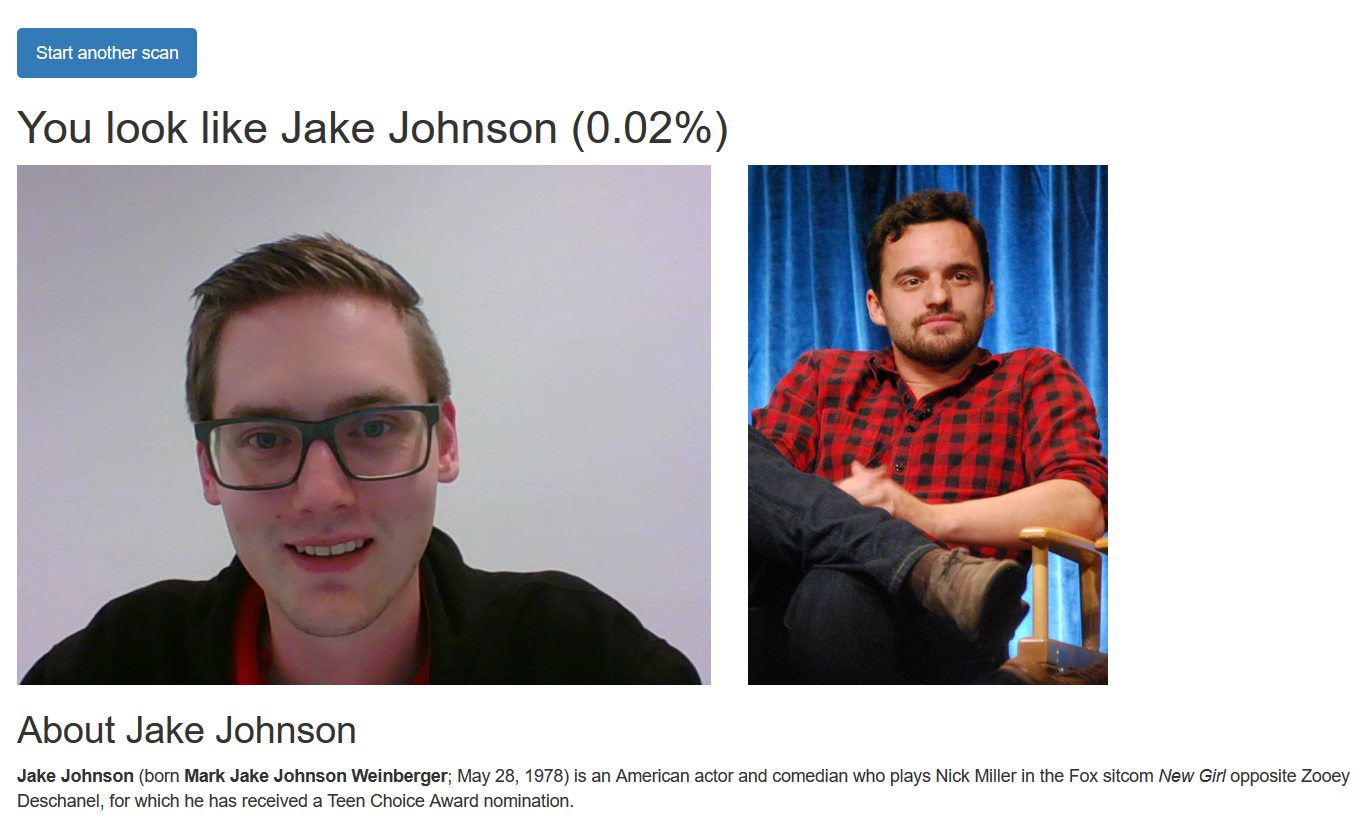 Start another scan
You look like Jake Johnson (0.02%)
About Jake Johnson
Jake Johnson (born Mark Jake Johnson Weinberger; May 28, 1978) is an American actor and comedian who plays Nick Miller in the Fox sitcom New Girl opposite Zooey
Deschanel, for which he has received a Teen Choice Award nomination.